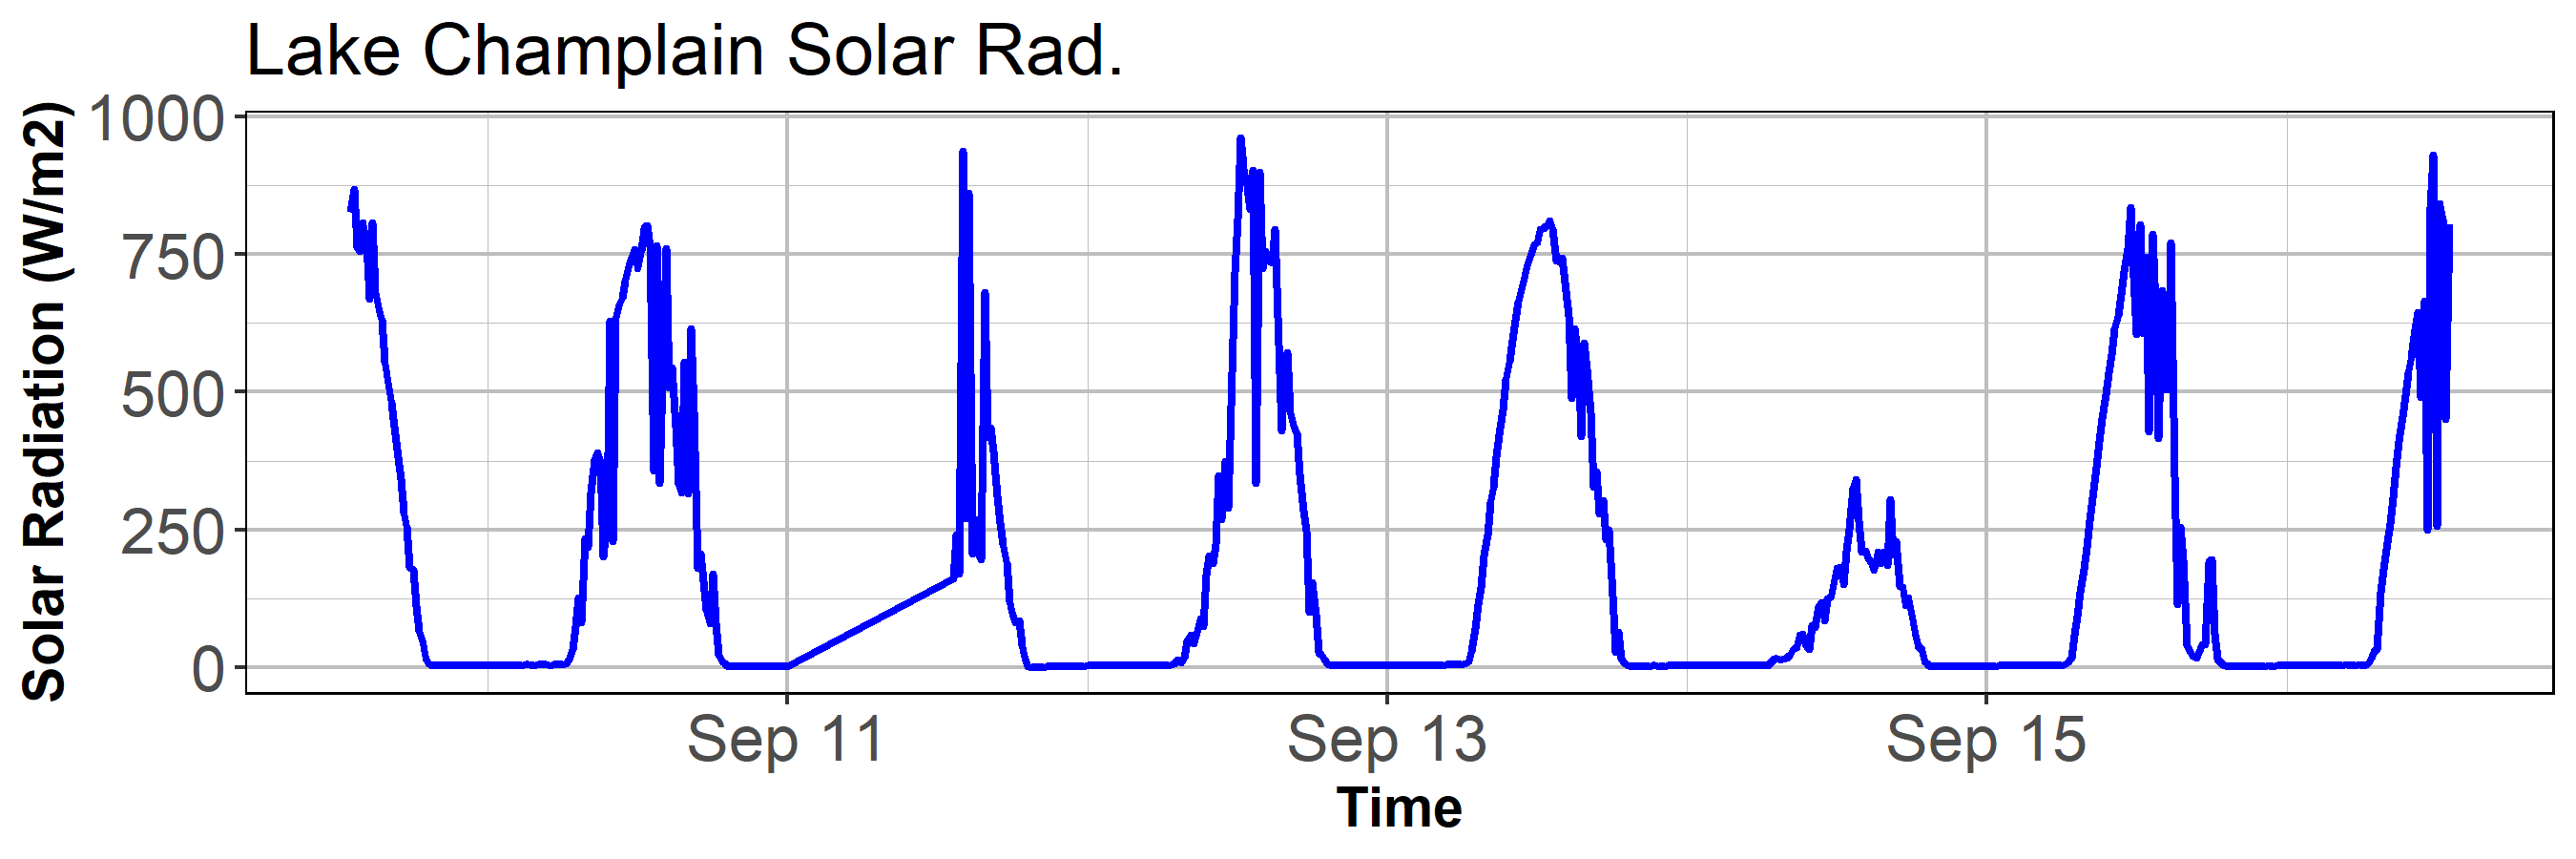 Lake Champlain Solar Rad.
Solar Radiation (W/m2)
1000
750
500
250
0
Sep 11 Sep 13 Sep 15
Time